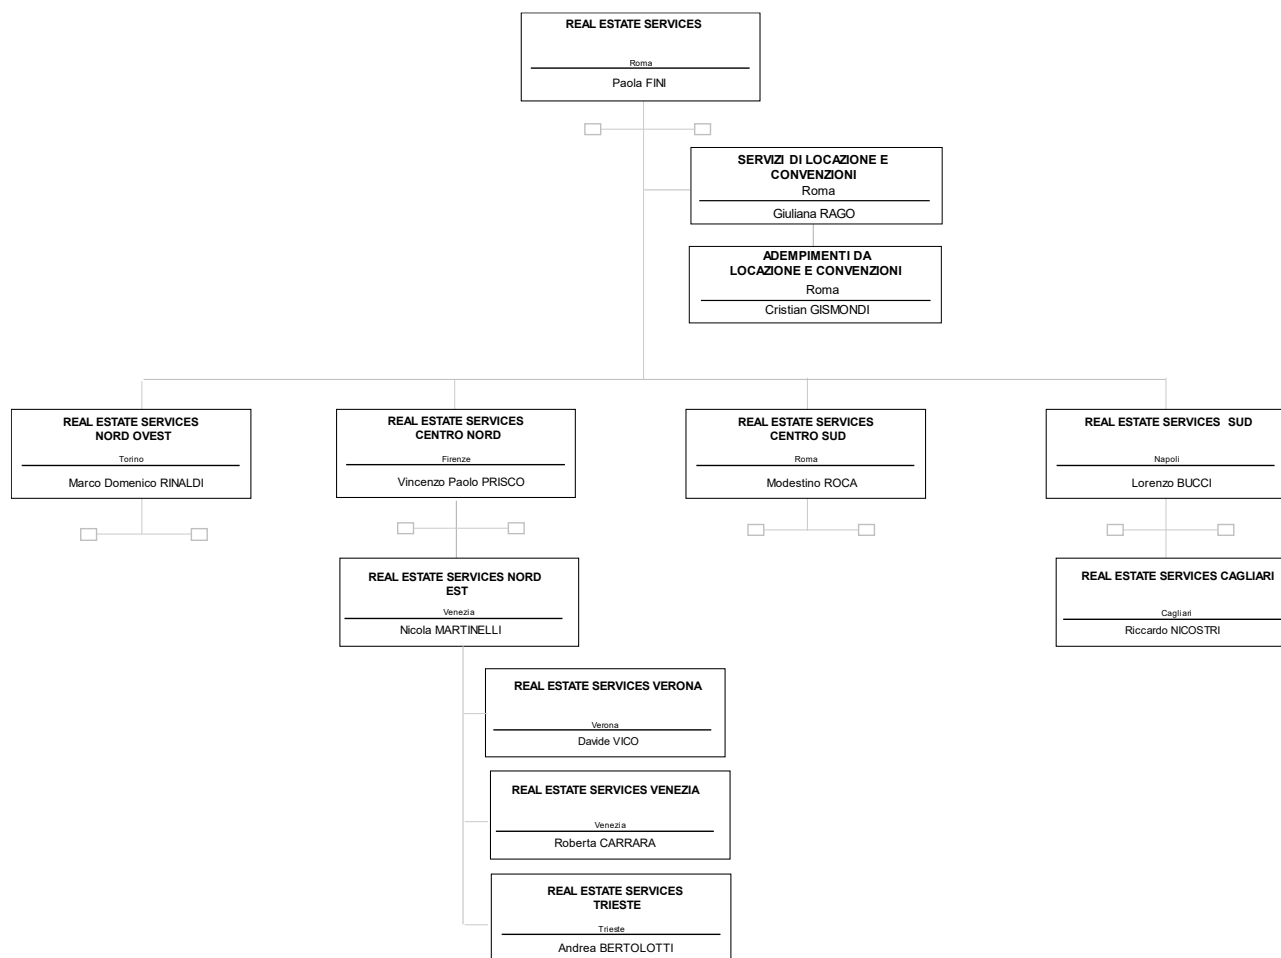 REAL ESTATE SERVICES
Roma
Paola FINI
SERVIZI DI LOCAZIONE E
CONVENZIONI
Roma
Giuliana RAGO
ADEMPIMENTI DA
LOCAZIONE E CONVENZIONI
Roma
Cristian GISMONDI
REAL ESTATE SERVICES
NORD OVEST
Torino
Marco Domenico RINALDI
REAL ESTATE SERVICES
CENTRO NORD
Firenze
Vincenzo Paolo PRISCO
REAL ESTATE SERVICES
CENTRO SUD
Roma
Modestino ROCA
REAL ESTATE SERVICES SUD
Napoli
Lorenzo BUCCI
REAL ESTATE SERVICES NORD
EST
Venezia
Nicola MARTINELLI
REAL ESTATE SERVICES CAGLIARI
Cagliari
Riccardo NICOSTRI
REAL ESTATE SERVICES VERONA
Verona
Davide VICO
REAL ESTATE SERVICES VENEZIA
Venezia
Roberta CARRARA
REAL ESTATE SERVICES
TRIESTE
Trieste
Andrea BERTOLOTTI